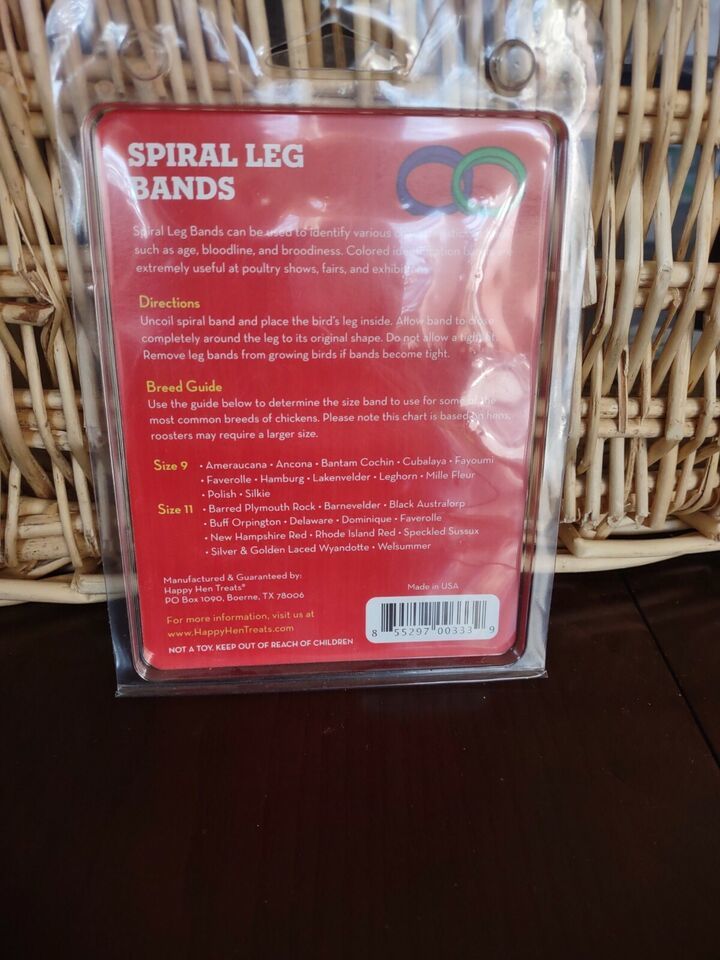 SPIRAL LEG
BANDS
Spiral Leg Bands can be used to identify various
such as age, bloodline, and broodiness. Colored identification
extremely useful at poultry shows, fairs, and exhibitions.
Directions
Uncoil spiral band and place the bird's leg inside. Allow band to close
completely around the leg to its original shape. Do not allow a tight fit.
Remove leg bands from growing birds if bands become tight.
Breed Guide
Use the guide below to determine the size band to use for some of the
most common breeds of chickens. Please note this chart is based on hens,
roosters may require a larger size.
Size 9 • Ameraucana • Ancona • Bantam Cochin • Cubalaya • Fayoumi
• Faverolle • Hamburg • Lakenvelder • Leghorn • Mille Fleur
• Polish • Silkie
Size 11 • Barred Plymouth Rock • Barnevelder • Black Australorp
• Buff Orpington • Delaware • Dominique • Faverolle
• New Hampshire Red • Rhode Island Red • Speckled Sussux
• Silver & Golden Laced Wyandotte • Welsummer
Manufactured & Guaranteed by:
Happy Hen Treats®
PO Box 1090, Boerne, TX 78006
Made in USA
For more information, visit us at
www.HappyHenTreats.com
NOT A TOY. KEEP OUT OF REACH OF CHILDREN
8 55297 00333 9